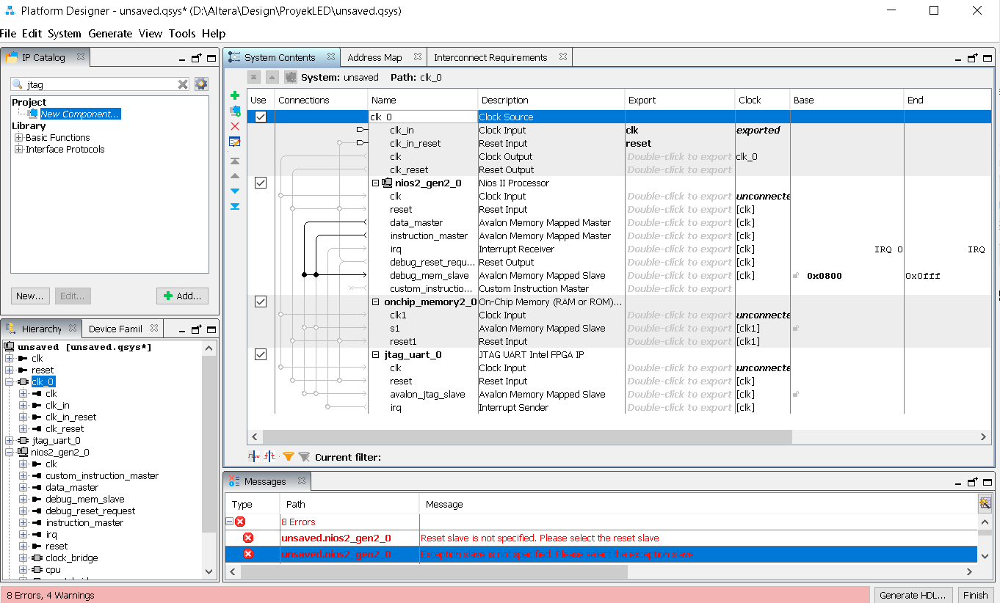 Platform Designer - unsaved.qsys* (D:\Altera\Design\ProyekLED\unsaved.qsys)
File Edit System Generate View Tools Help
IP Catalog
jtag
Project
New Component...
Library
Basic Functions
Interface Protocols
New... Edit... Add...
Hierarchy Device Famil
unsaved [unsaved.qsys*]
clk
reset
clk_0
clk
clk_in
clk_in_reset
clk_reset
jtag_uart_0
nios2_gen2_0
clk
custom_instruction_master
data_master
debug_mem_slave
debug_reset_request
instruction_master
irq
reset
clock_bridge
cpu
System Contents Address Map Interconnect Requirements
System: unsaved Path: clk_0
Use Connections Name Description Export Clock Base End
clk_0 Clock Source
clk_in Clock Input clk exported
clk_in_reset Reset Input reset
clk Clock Output Double-click to export clk_0
clk_reset Reset Output Double-click to export
nios2_gen2_0 Nios II Processor
clk Clock Input Double-click to export unconnecte
reset Reset Input Double-click to export [clk]
data_master Avalon Memory Mapped Master Double-click to export [clk]
instruction_master Avalon Memory Mapped Master Double-click to export [clk]
irq Interrupt Receiver Double-click to export [clk] IRQ 0 IRQ
debug_reset_requ... Reset Output Double-click to export [clk]
debug_mem_slave Avalon Memory Mapped Slave Double-click to export [clk] 0x0800 0x0fff
custom_instructio... Custom Instruction Master Double-click to export
onchip_memory2_0 On-Chip Memory (RAM or ROM)...
clk1 Clock Input Double-click to export unconnecte
s1 Avalon Memory Mapped Slave Double-click to export [clk1]
reset1 Reset Input Double-click to export [clk1]
jtag_uart_0 JTAG UART Intel FPGA IP
clk Clock Input Double-click to export unconnecte
reset Reset Input Double-click to export [clk]
avalon_jtag_slave Avalon Memory Mapped Slave Double-click to export [clk]
irq Interrupt Sender Double-click to export [clk]
Current filter:
Messages
Type Path Message
8 Errors
unsaved.nios2_gen2_0 Reset slave is not specified. Please select the reset slave
unsaved.nios2_gen2_0 Exception slave is not specified. Please select the exception slave
8 Errors, 4 Warnings
Generate HDL... Finish